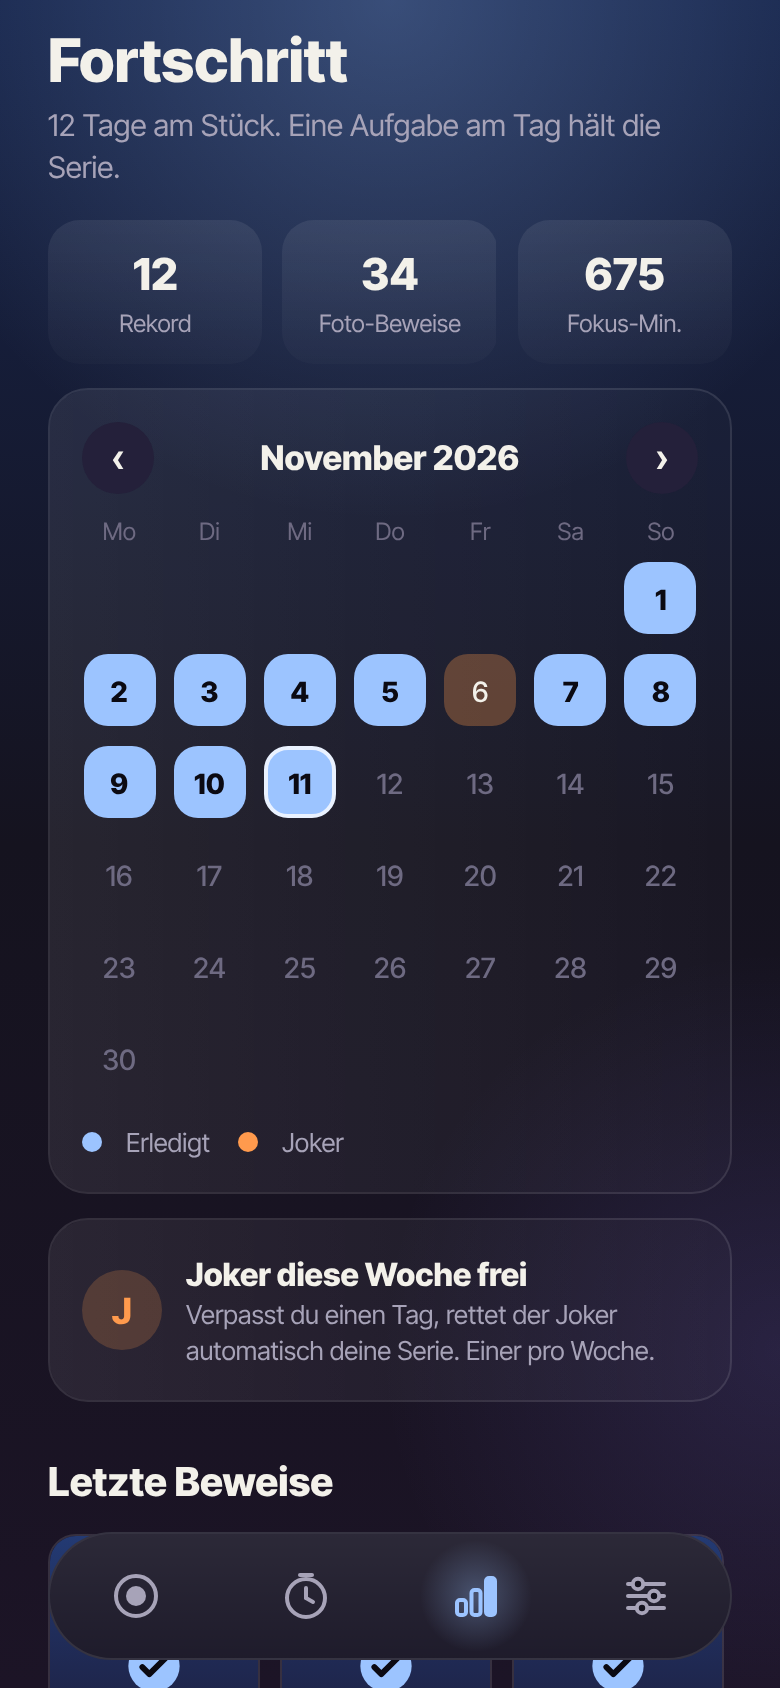 Fortschritt
12 Tage am Stück. Eine Aufgabe am Tag hält die
Serie.
12 34 675
Rekord Foto-Beweise Fokus-Min.
‹ November 2026 ›
Mo Di Mi Do Fr Sa So
1
2 3 4 5 6 7 8
9 10 11 12 13 14 15
16 17 18 19 20 21 22
23 24 25 26 27 28 29
30
Erledigt Joker
J
Joker diese Woche frei
Verpasst du einen Tag, rettet der Joker
automatisch deine Serie. Einer pro Woche.
Letzte Beweise